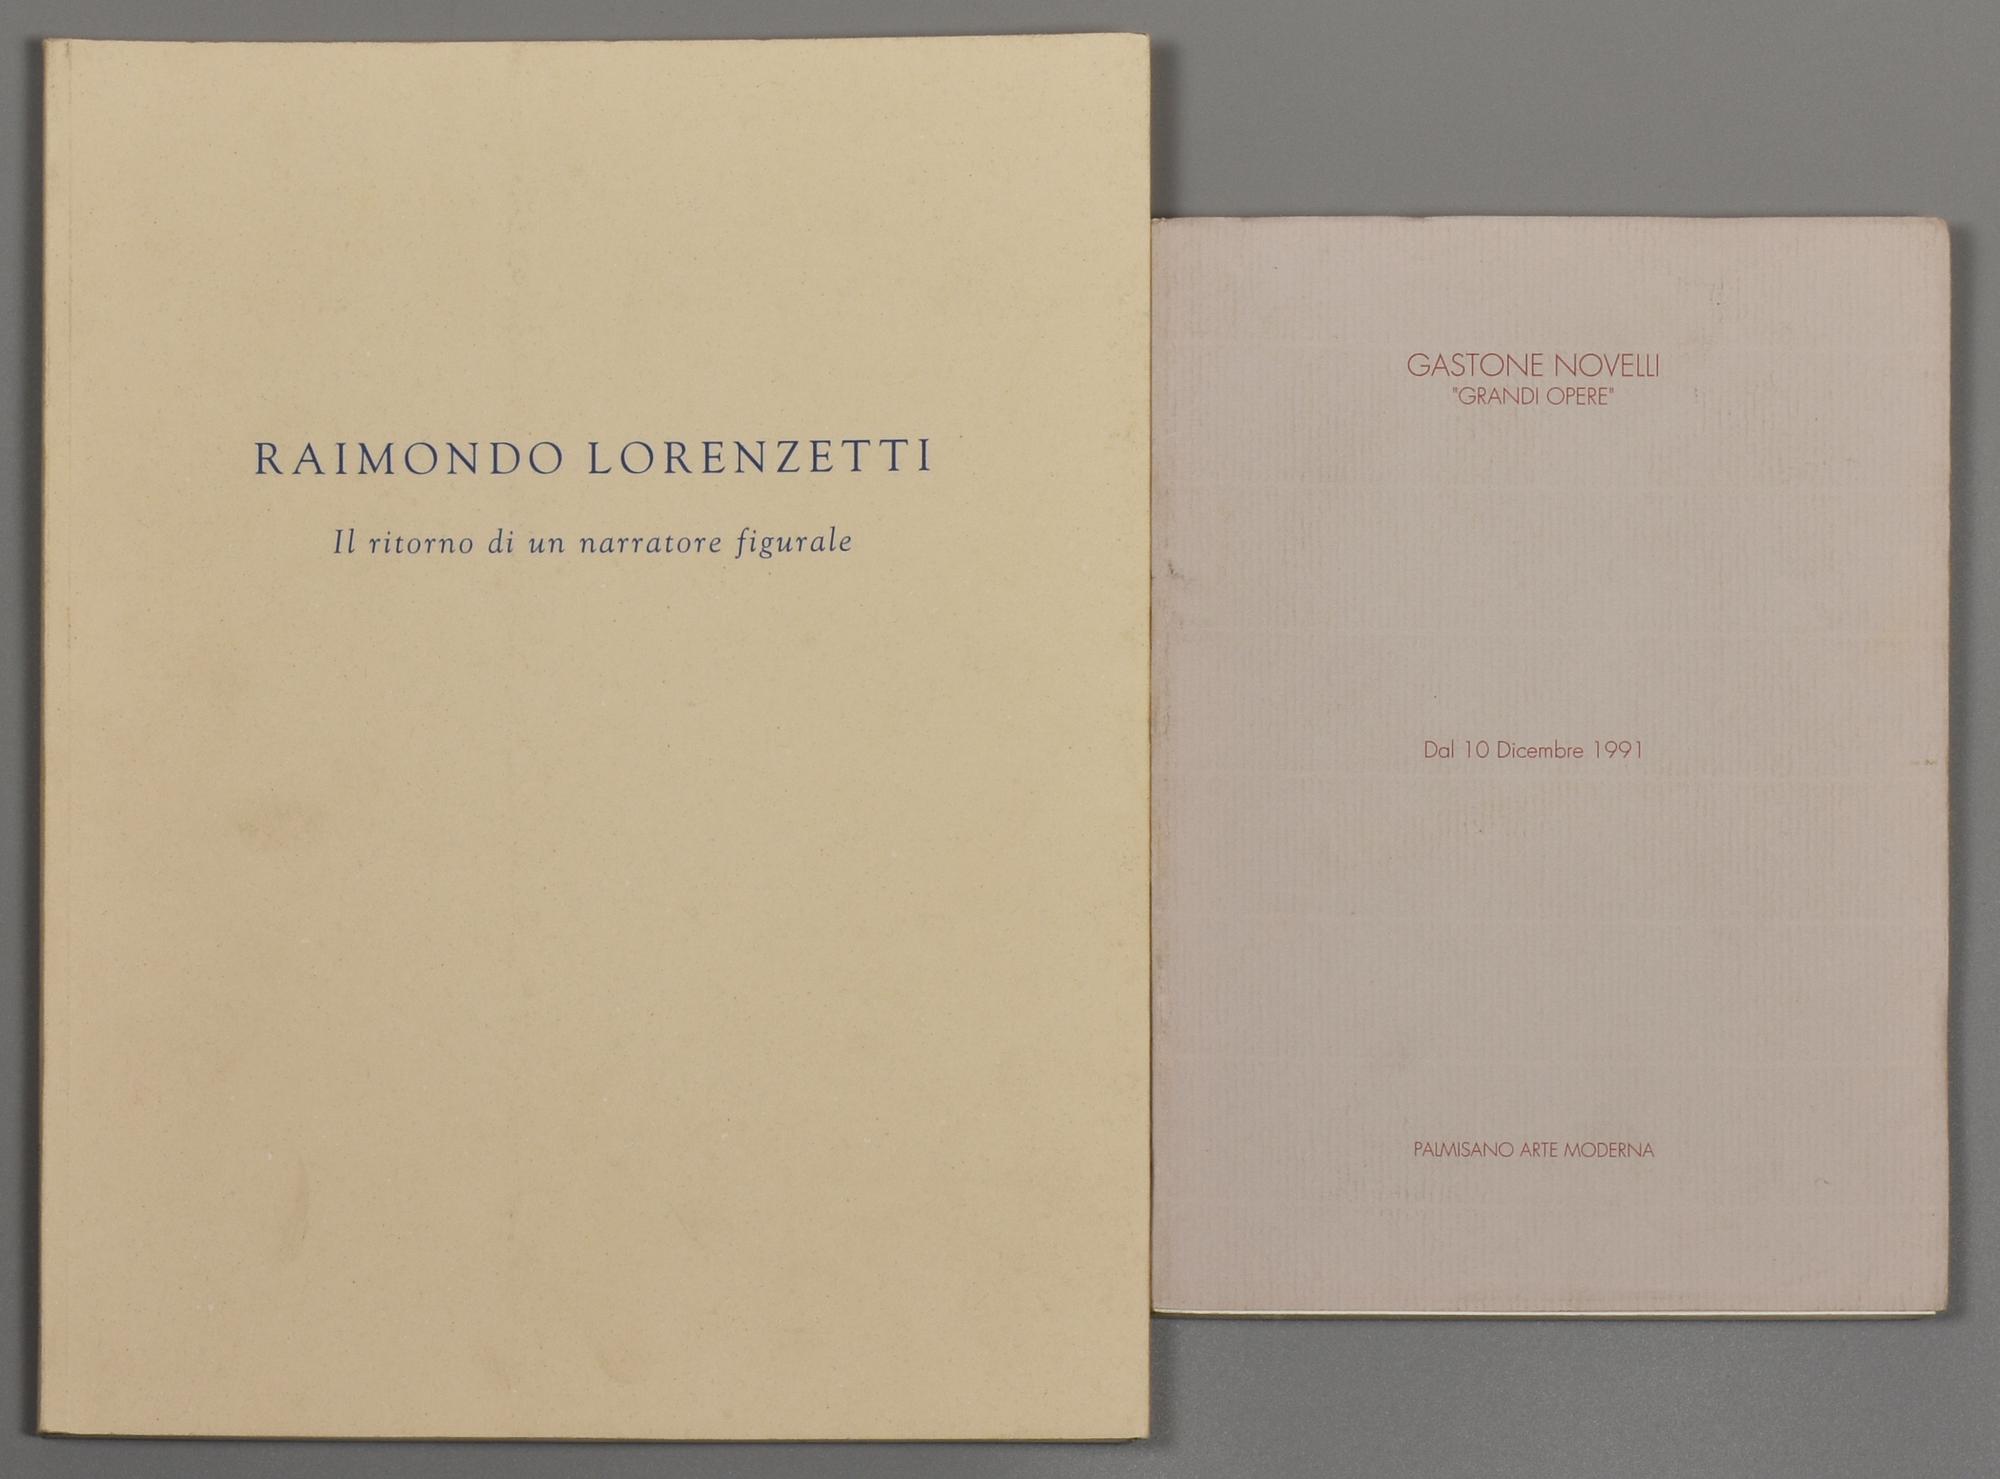 RAIMONDO LORENZETTI
Il ritorno di un narratore figurale
GASTONE NOVELLI
"GRANDI OPERE"
Dal 10 Dicembre 1991
PALMISANO ARTE MODERNA